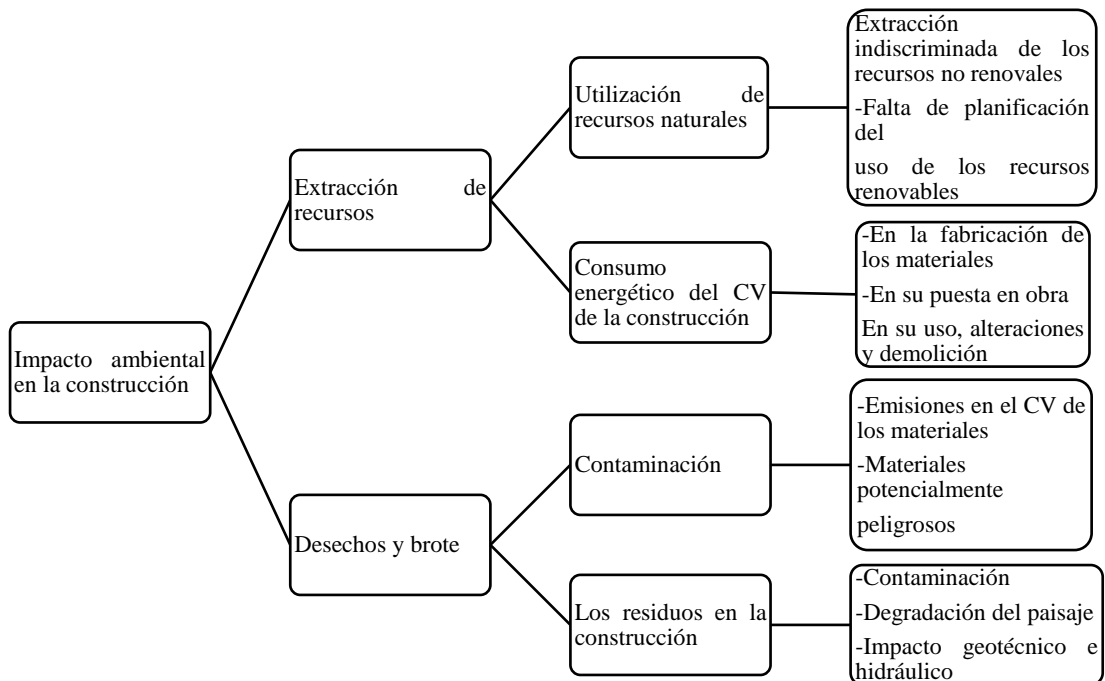 Extracción
indiscriminada de los
recursos no renovales
-Falta de planificación
del
uso de los recursos
renovables
Utilización de
recursos naturales
Extracción de
recursos
-En la fabricación de
los materiales
-En su puesta en obra
En su uso, alteraciones
y demolición
Consumo
energético del CV
de la construcción
Impacto ambiental
en la construcción
-Emisiones en el CV de
los materiales
-Materiales
potencialmente
peligrosos
Contaminación
Desechos y brote
-Contaminación
-Degradación del paisaje
-Impacto geotécnico e
hidráulico
Los residuos en la
construcción